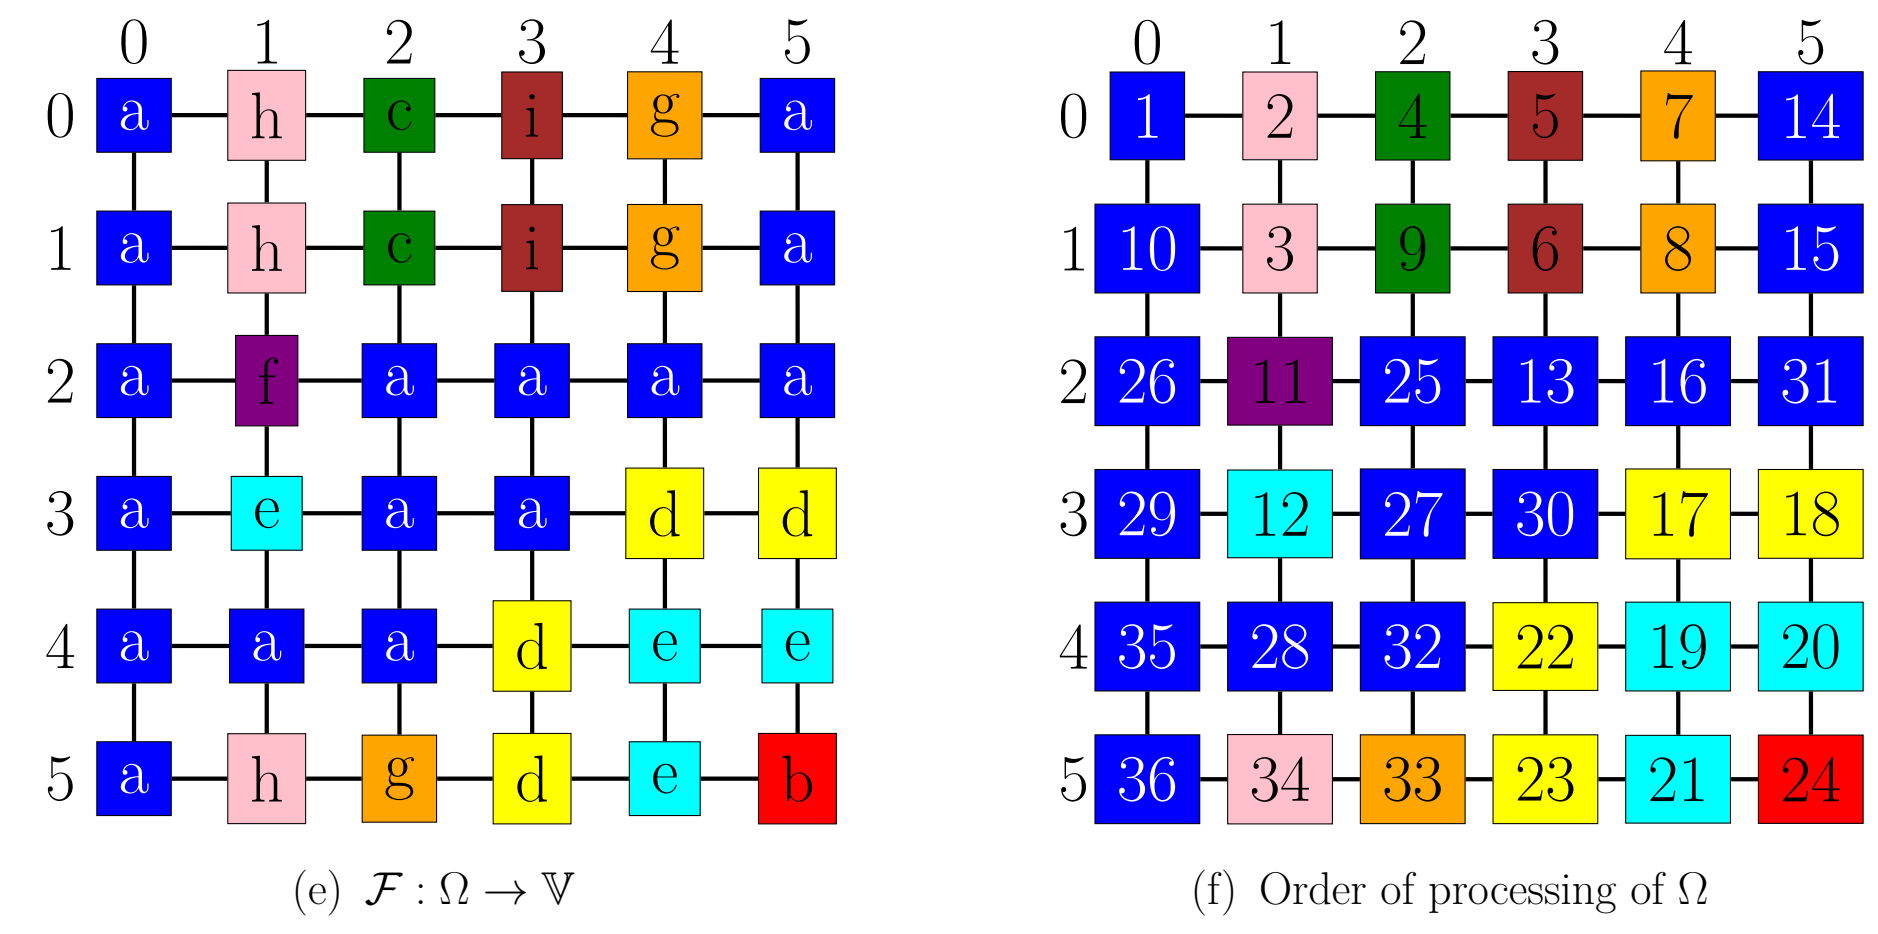 0 1 2 3 4 5
0 a h c i g a
1 a h c i g a
2 a f a a a a
3 a e a a d d
4 a a a d e e
5 a h g d e b
(e) 𝓕 : Ω → 𝕍
0 1 2 3 4 5
0 1 2 4 5 7 14
1 10 3 9 6 8 15
2 26 11 25 13 16 31
3 29 12 27 30 17 18
4 35 28 32 22 19 20
5 36 34 33 23 21 24
(f) Order of processing of Ω